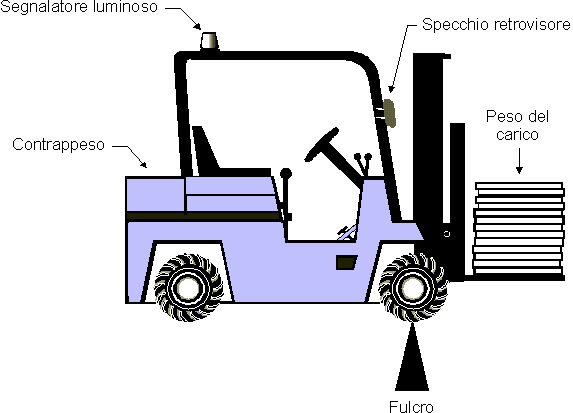 Segnalatore luminoso
Specchio retrovisore
Peso del
carico
Contrappeso
Fulcro